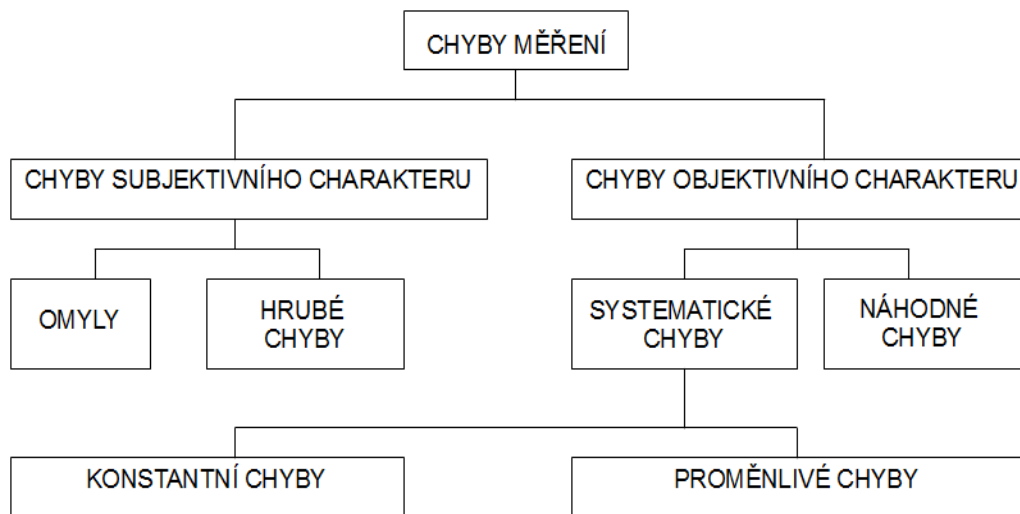 CHYBY MĚŘENÍ
CHYBY SUBJEKTIVNÍHO CHARAKTERU
CHYBY OBJEKTIVNÍHO CHARAKTERU
OMYLY
HRUBÉ
CHYBY
SYSTEMATICKÉ
CHYBY
NÁHODNÉ
CHYBY
KONSTANTNÍ CHYBY
PROMĚNLIVÉ CHYBY